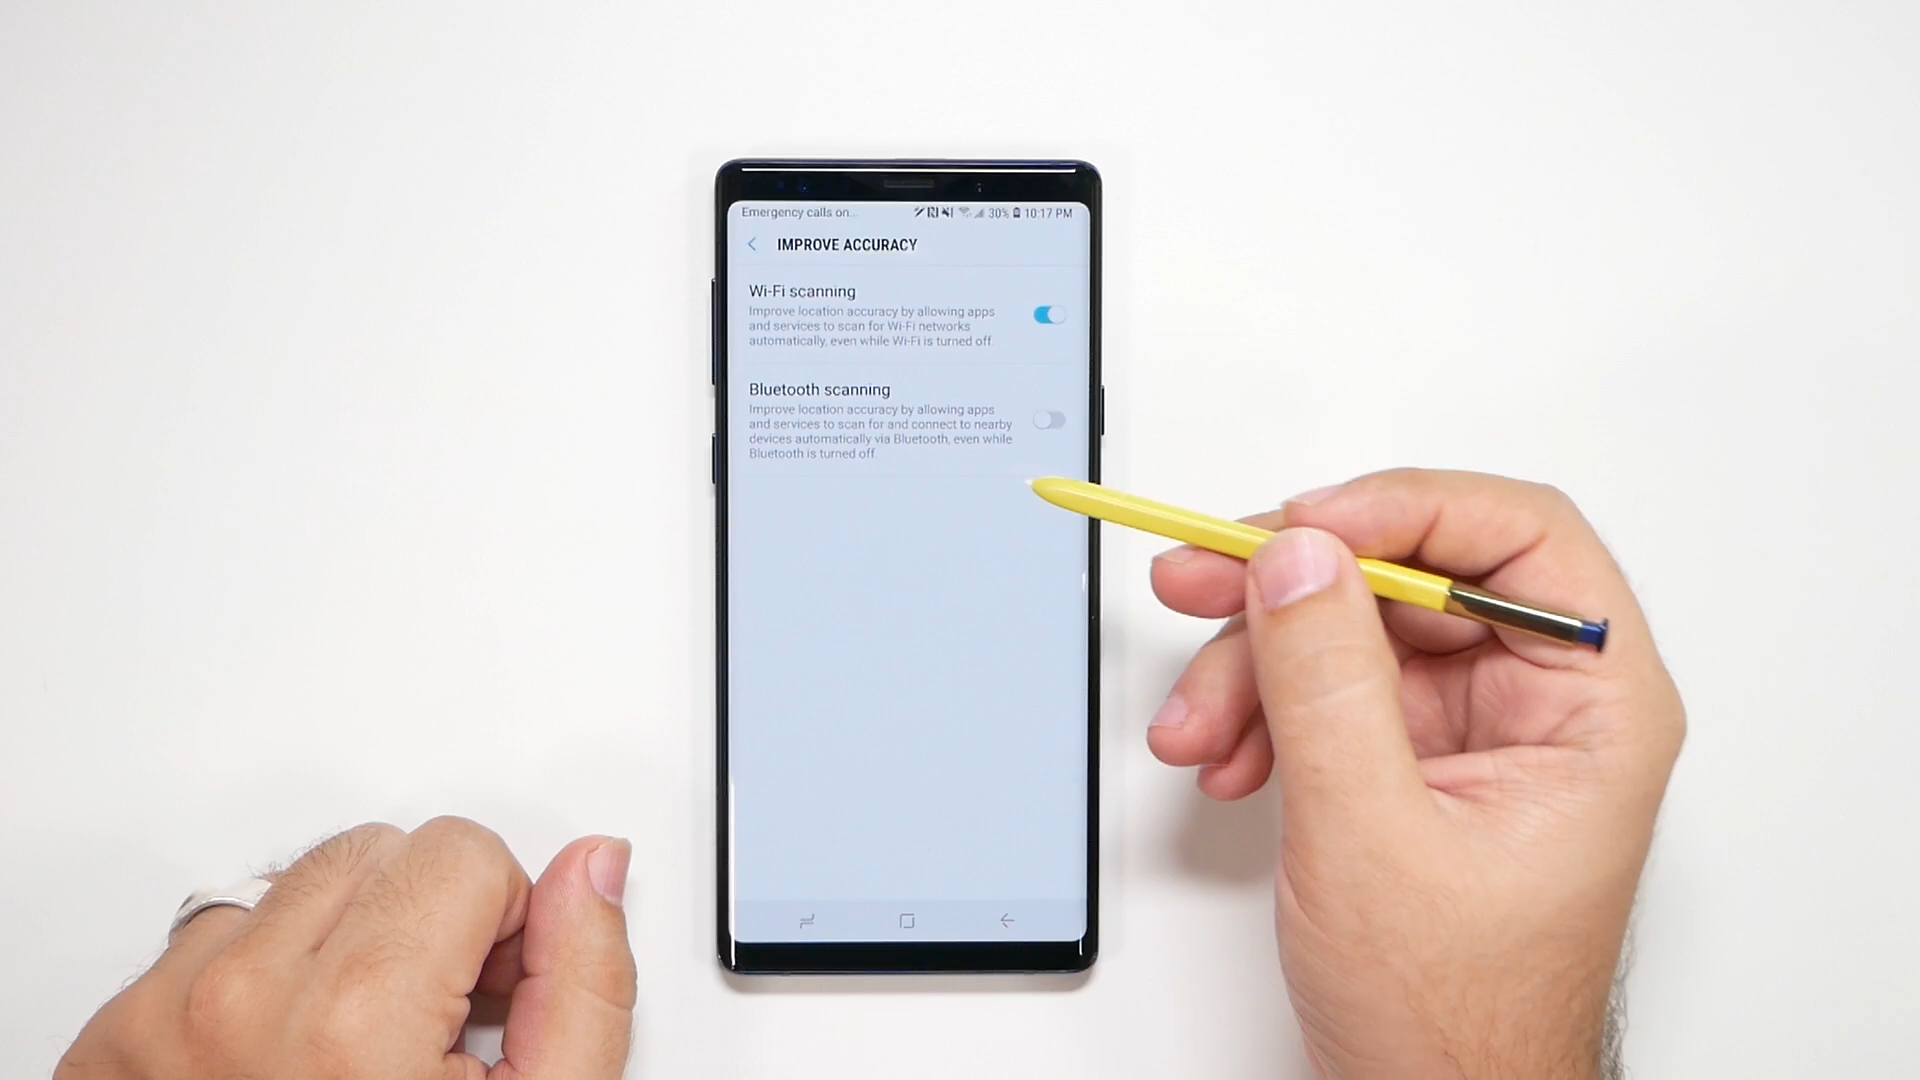 Emergency calls on... 30% 10:17 PM
IMPROVE ACCURACY
Wi-Fi scanning
Improve location accuracy by allowing apps
and services to scan for Wi-Fi networks
automatically, even while Wi-Fi is turned off.
Bluetooth scanning
Improve location accuracy by allowing apps
and services to scan for and connect to nearby
devices automatically via Bluetooth, even while
Bluetooth is turned off.